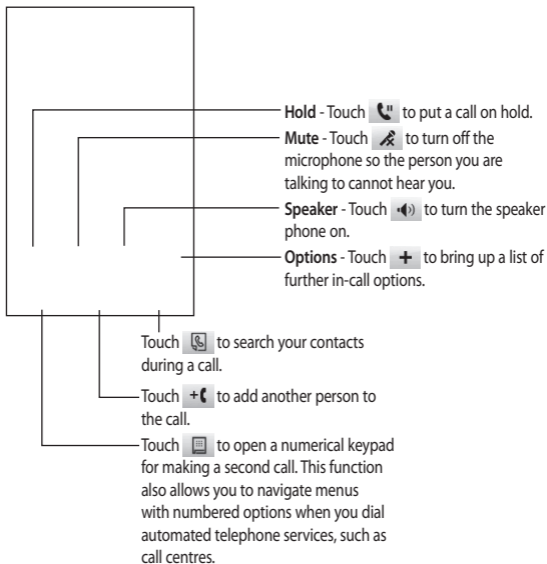 Hold - Touch to put a call on hold.
Mute - Touch to turn off the
microphone so the person you are
talking to cannot hear you.
Speaker - Touch to turn the speaker
phone on.
Options - Touch + to bring up a list of
further in-call options.
Touch to search your contacts
during a call.
Touch to add another person to
the call.
Touch to open a numerical keypad
for making a second call. This function
also allows you to navigate menus
with numbered options when you dial
automated telephone services, such as
call centres.